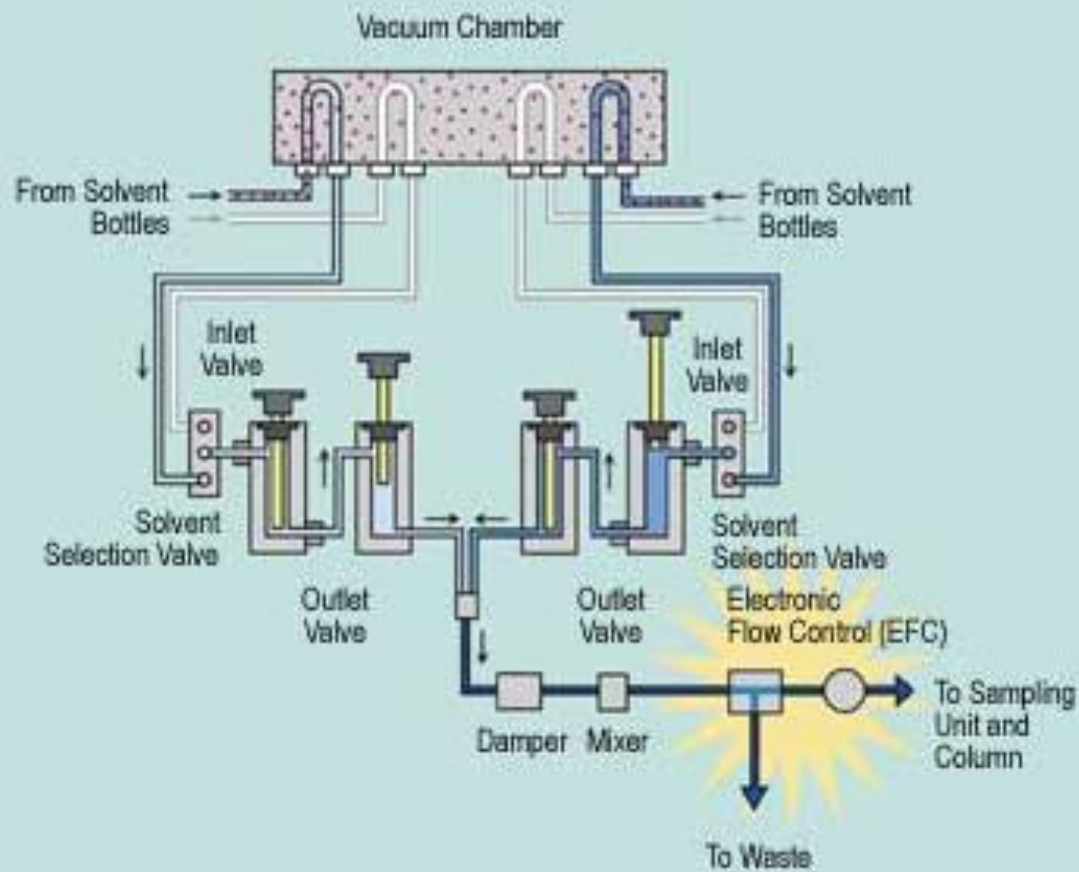 Vacuum Chamber
From Solvent
Bottles
From Solvent
Bottles
Inlet
Valve
Inlet
Valve
Solvent
Selection Valve
Solvent
Selection Valve
Outlet
Valve
Outlet
Valve
Electronic
Flow Control (EFC)
Damper
Mixer
To Sampling
Unit and
Column
To Waste